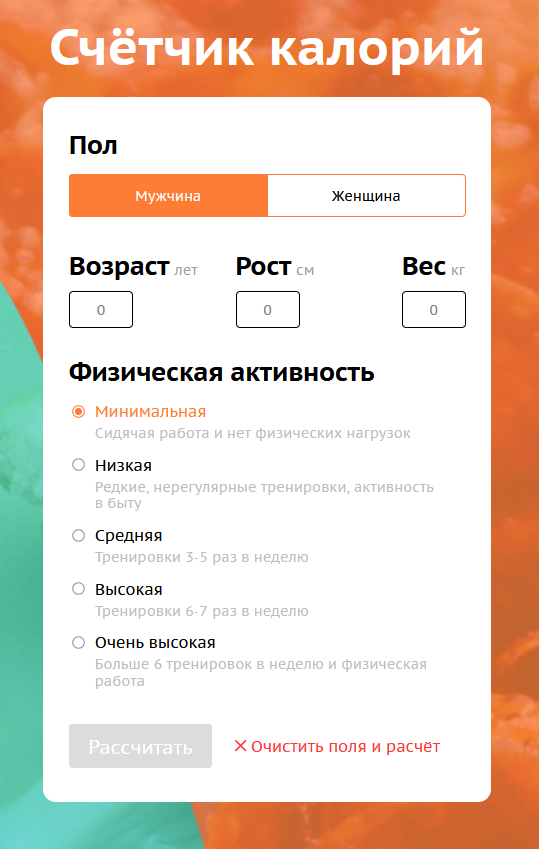 Счётчик калорий
Пол
Мужчина Женщина
Возраст лет Рост см Вес кг
0 0 0
Физическая активность
Минимальная
Сидячая работа и нет физических нагрузок
Низкая
Редкие, нерегулярные тренировки, активность
в быту
Средняя
Тренировки 3-5 раз в неделю
Высокая
Тренировки 6-7 раз в неделю
Очень высокая
Больше 6 тренировок в неделю и физическая
работа
Рассчитать Очистить поля и расчёт